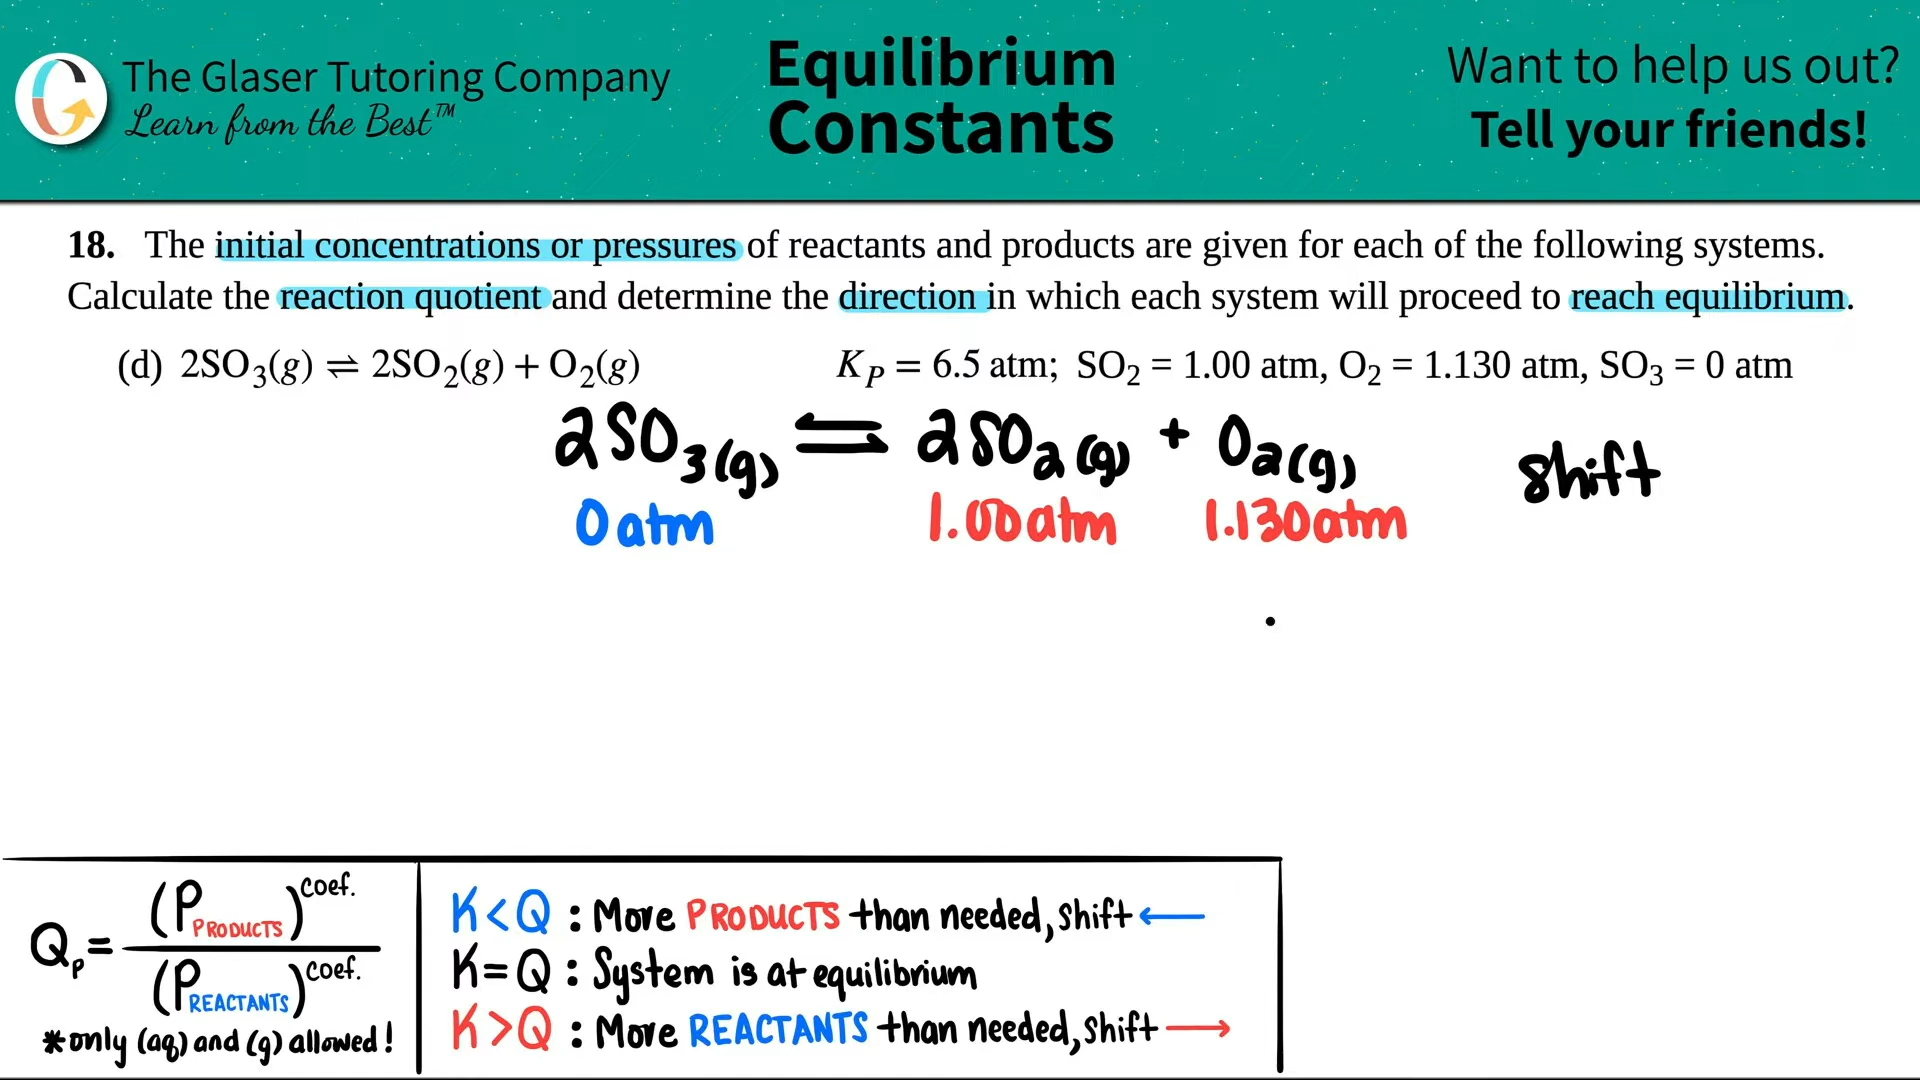 The Glaser Tutoring Company
Learn from the Best™
Equilibrium
Constants
Want to help us out?
Tell your friends!
18. The initial concentrations or pressures of reactants and products are given for each of the following systems.
Calculate the reaction quotient and determine the direction in which each system will proceed to reach equilibrium.
(d) 2SO₃(g) ⇌ 2SO₂(g) + O₂(g) K_P = 6.5 atm; SO₂ = 1.00 atm, O₂ = 1.130 atm, SO₃ = 0 atm
2SO₃(g) ⇌ 2SO₂(g) + O₂(g) shift
0 atm 1.00 atm 1.130 atm
Qₚ = (P PRODUCTS)^coef. / (P REACTANTS)^coef.
*only (aq) and (g) allowed!
K<Q : More PRODUCTS than needed, shift ←
K=Q : System is at equilibrium
K>Q : More REACTANTS than needed, shift →